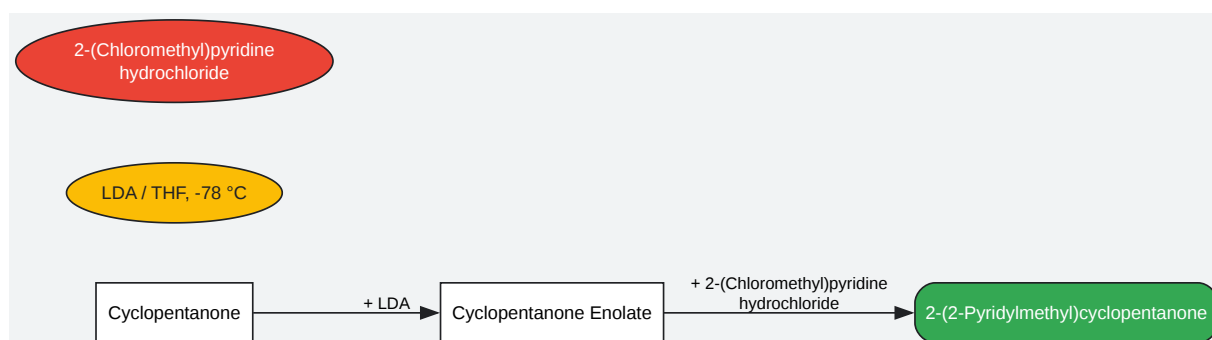 2-(Chloromethyl)pyridine
hydrochloride
LDA / THF, -78 °C
Cyclopentanone
+ LDA
Cyclopentanone Enolate
+ 2-(Chloromethyl)pyridine
hydrochloride
2-(2-Pyridylmethyl)cyclopentanone